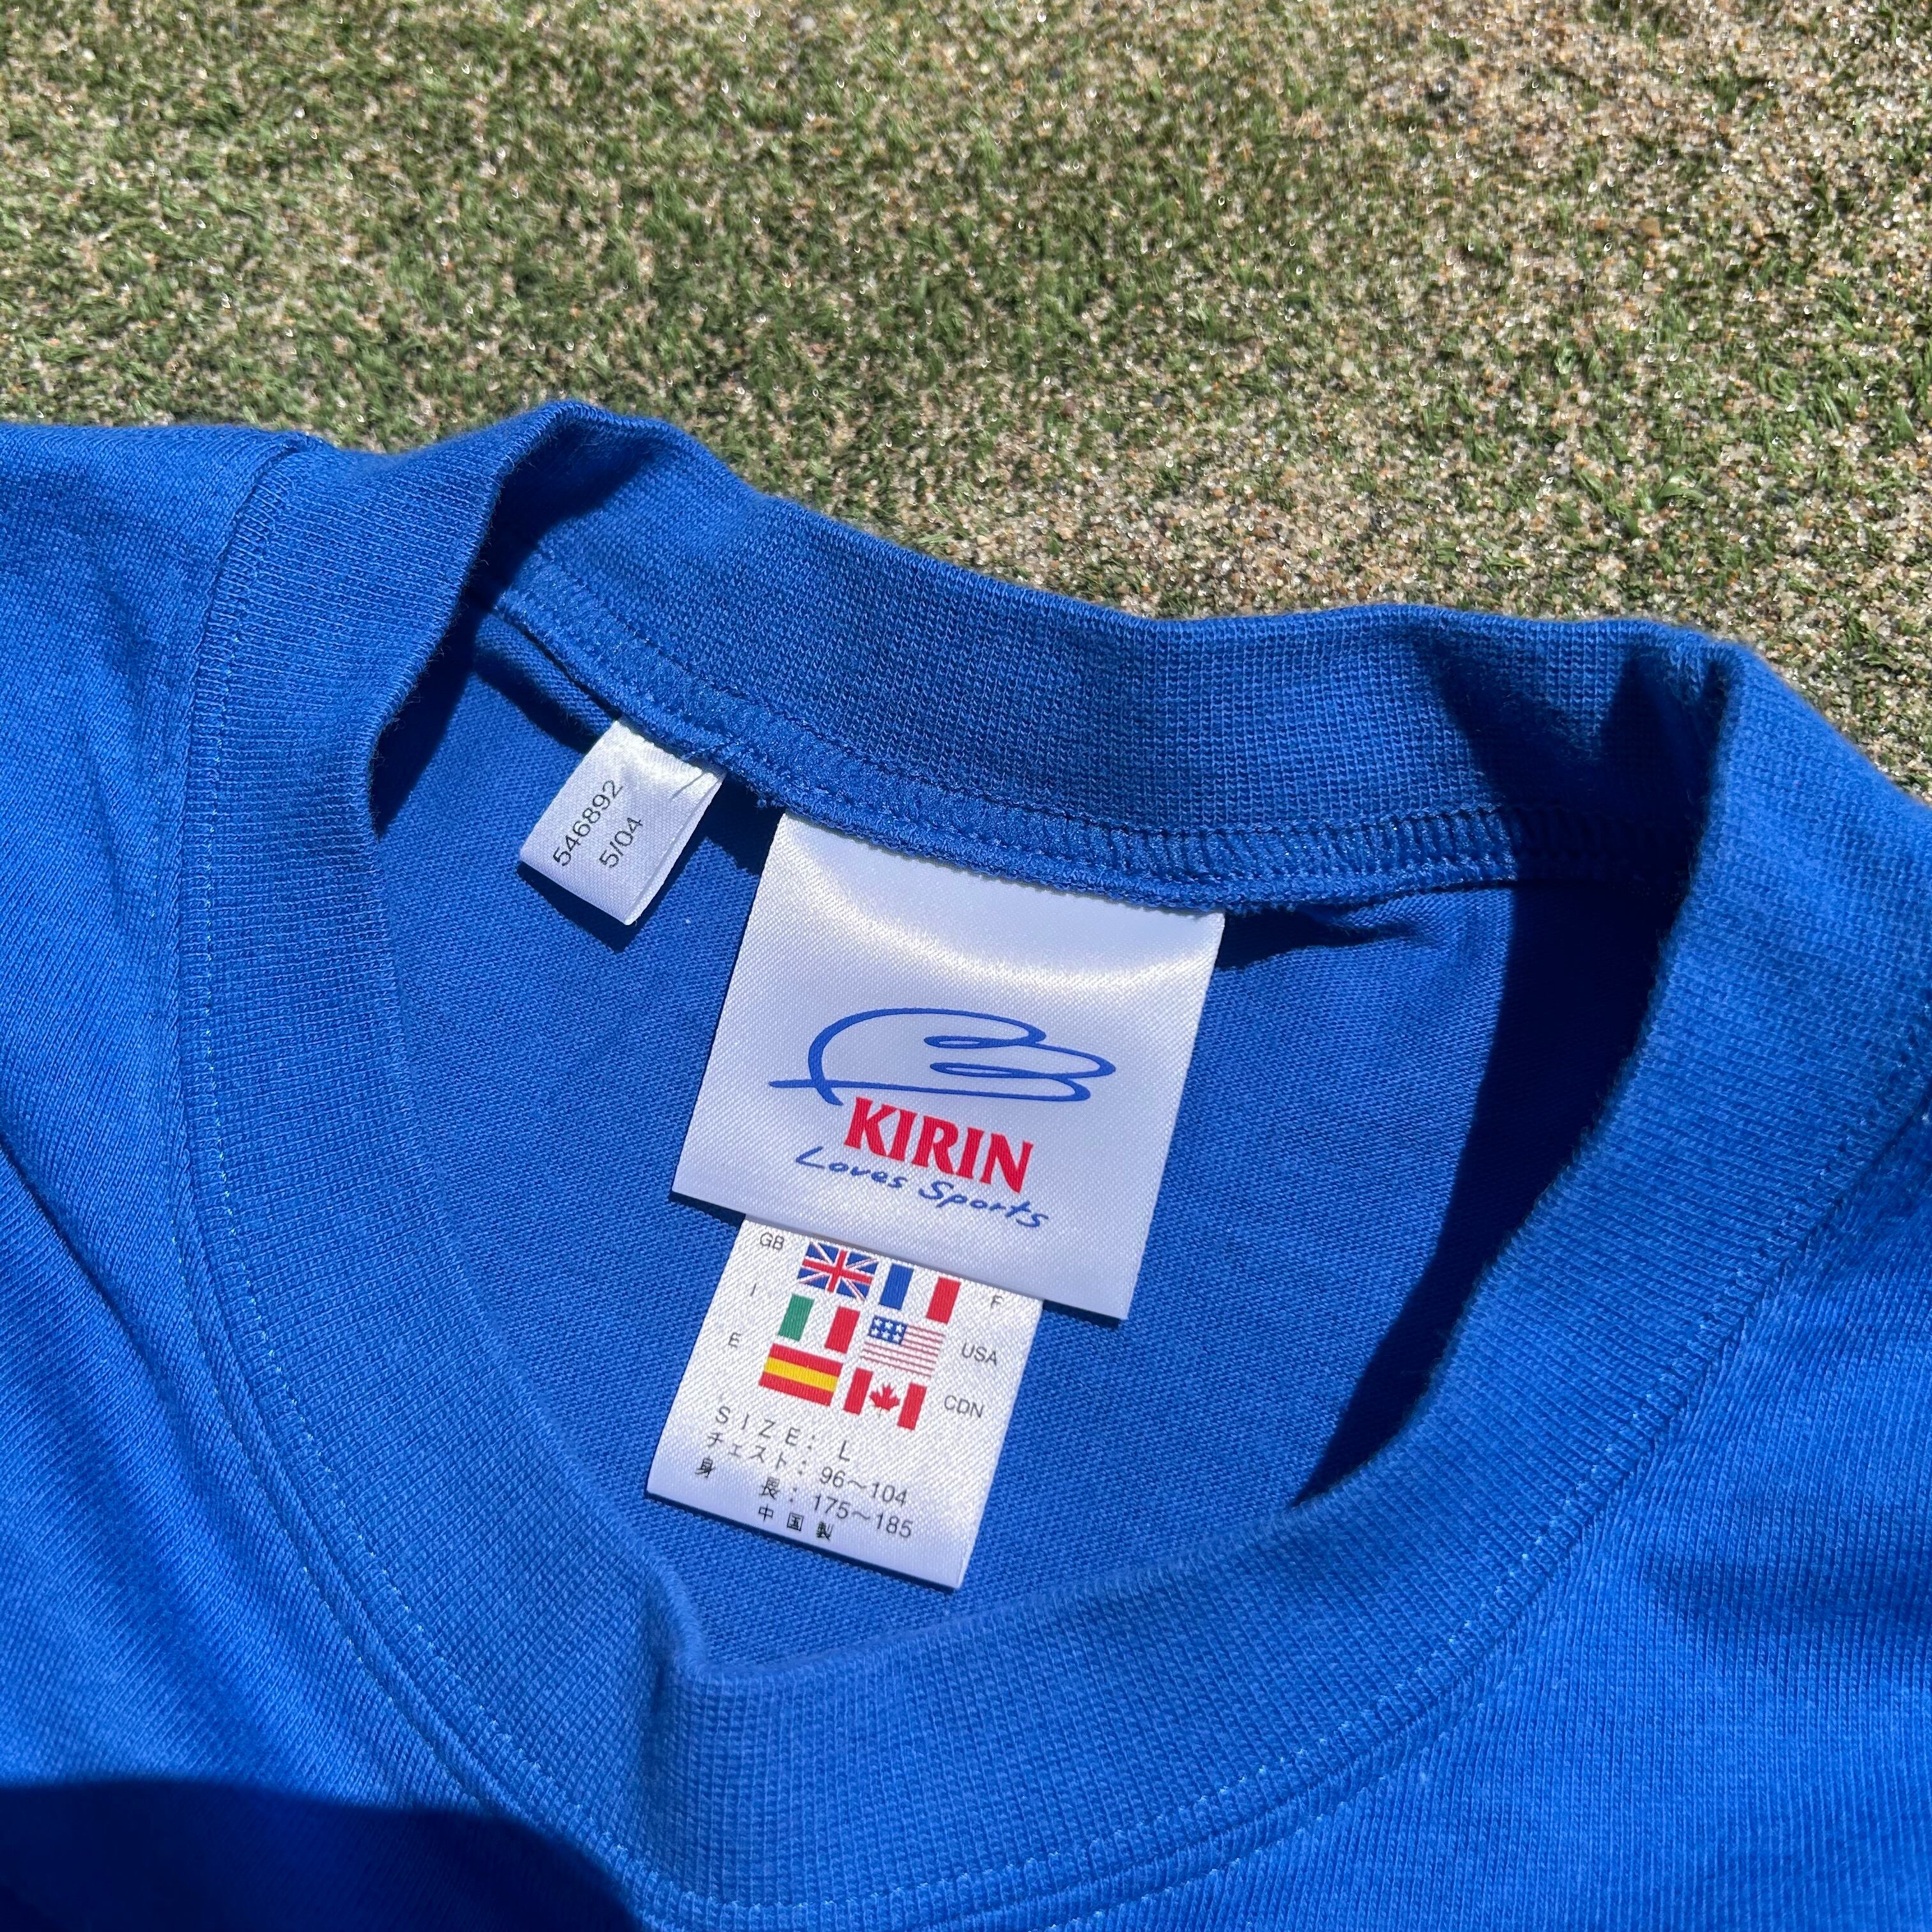 546892
5/04
KIRIN
Loves Sports
GB F
I USA
E CDN
SIZE: L
チェスト: 96～104
身 長: 175～185
中国製